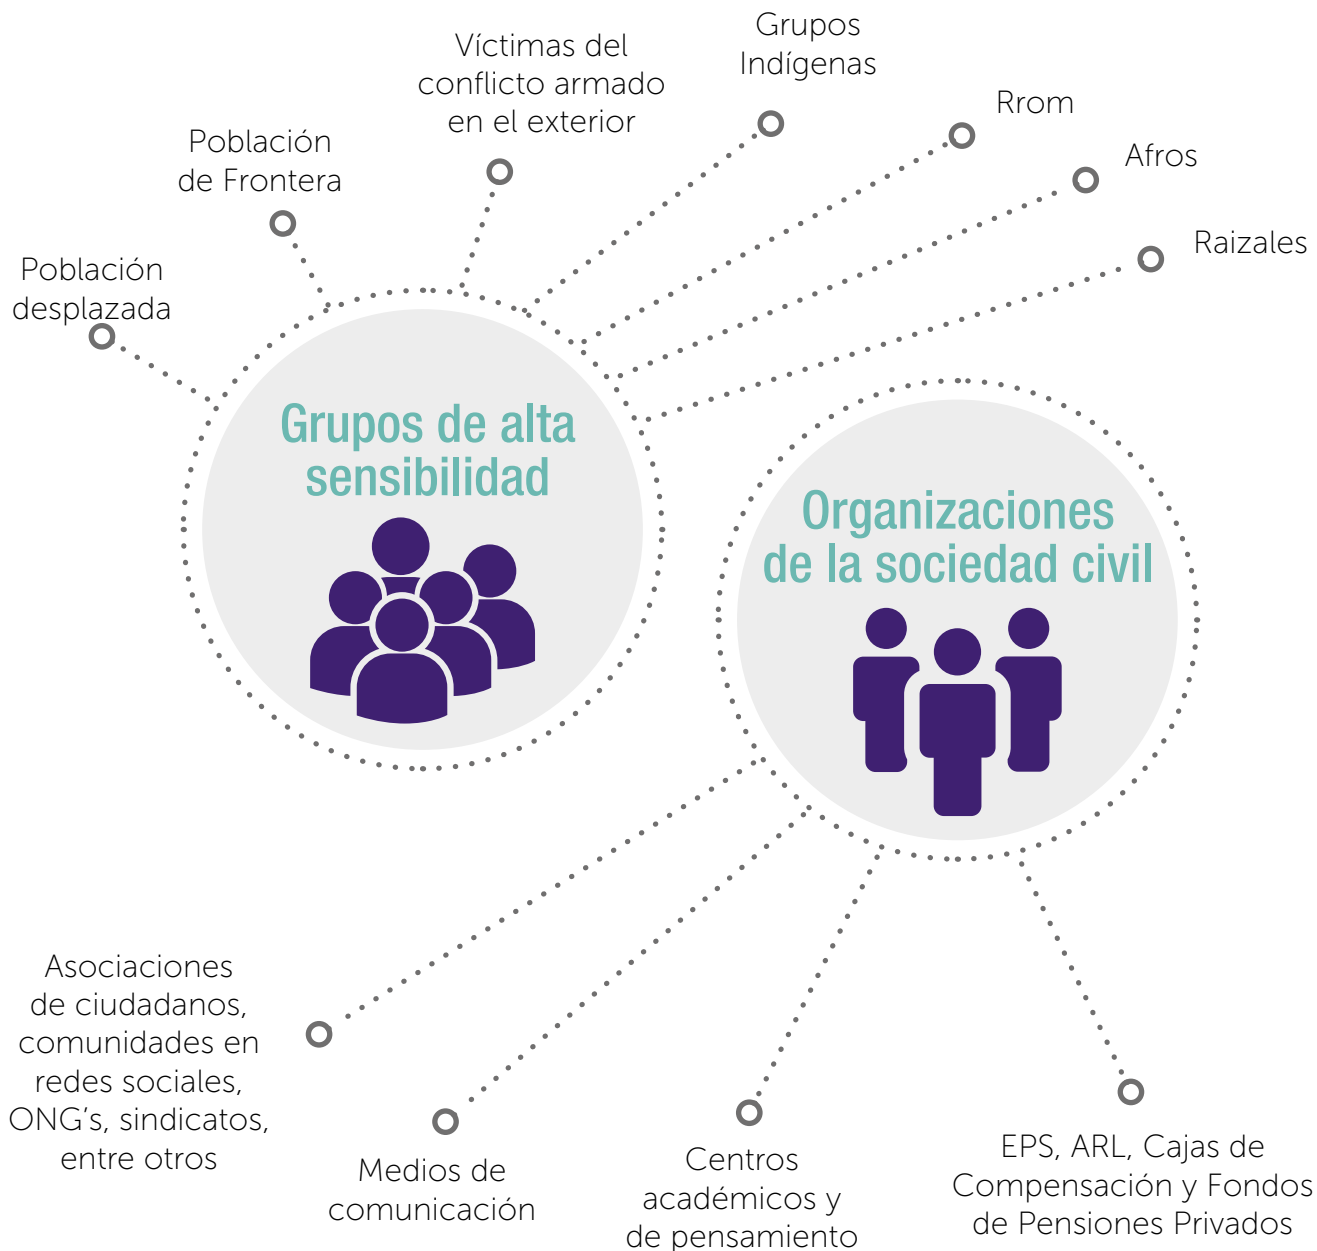 Víctimas del
conflicto armado
en el exterior
Grupos
Indígenas
Rrom
Afros
Raizales
Población
de Frontera
Población
desplazada
Grupos de alta
sensibilidad
Organizaciones
de la sociedad civil
Asociaciones
de ciudadanos,
comunidades en
redes sociales,
ONG's, sindicatos,
entre otros
Medios de
comunicación
Centros
académicos y
de pensamiento
EPS, ARL, Cajas de
Compensación y Fondos
de Pensiones Privados